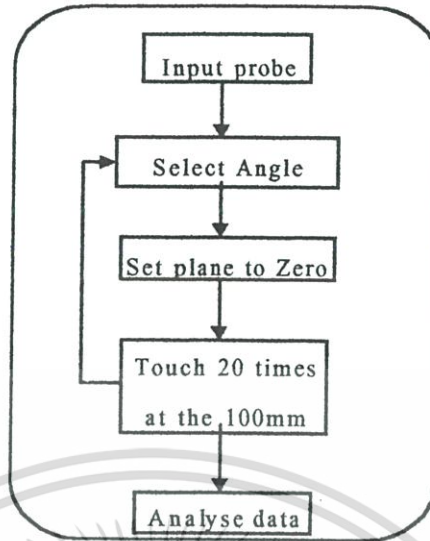 Input probe
Select Angle
Set plane to Zero
Touch 20 times
at the 100mm
Analyse data